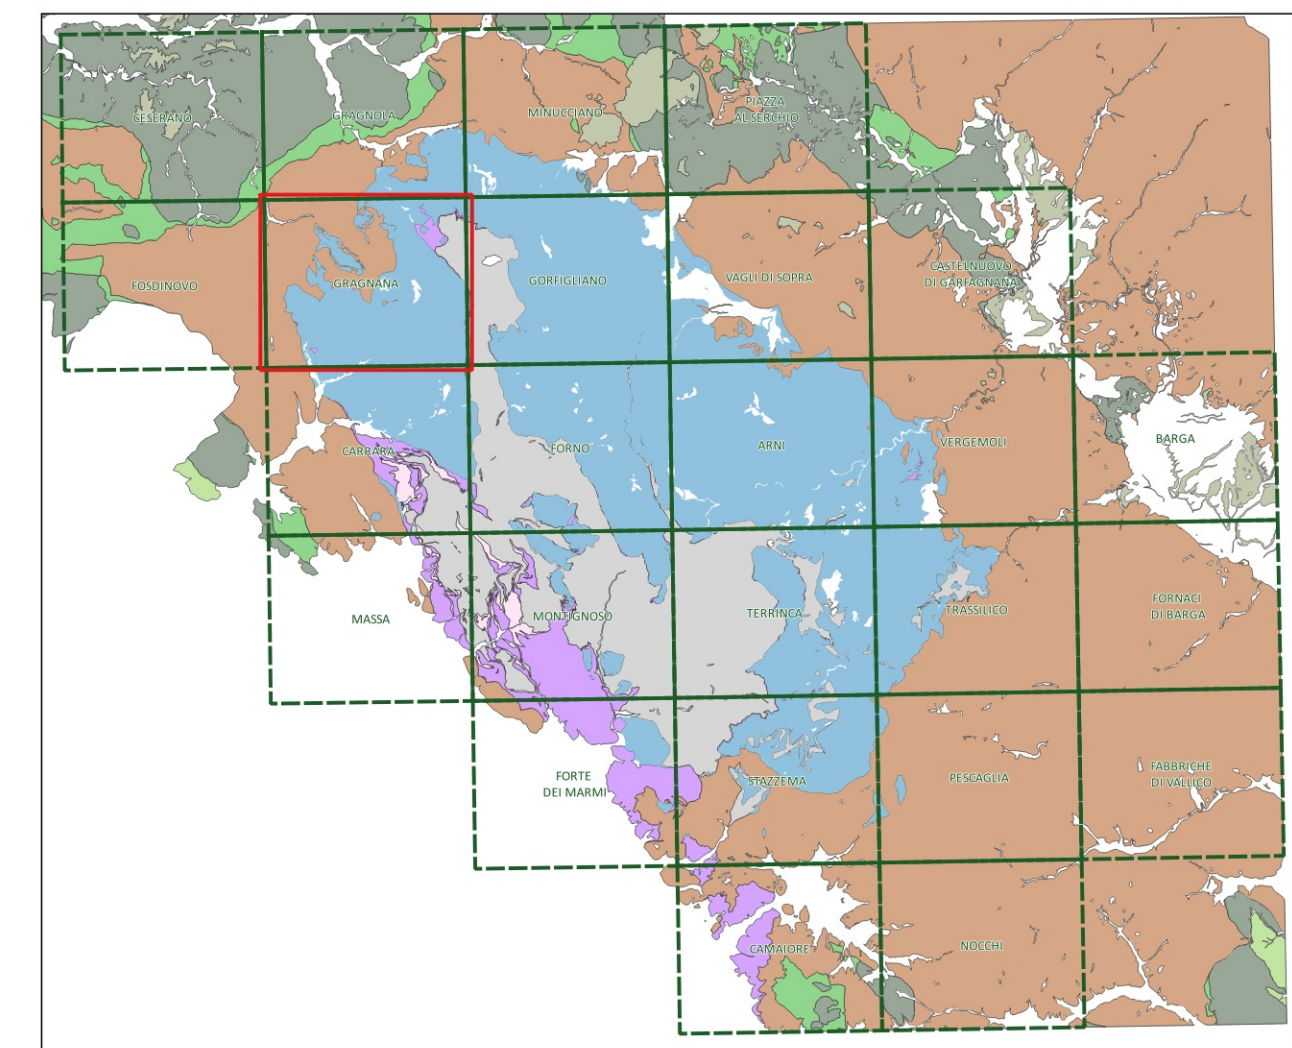 CESERANO
GRAGNOLA
MINUCCIANO
PIAZZA
AL SERCHIO
FOSDINOVO
GRAGNANA
GORFIGLIANO
VAGLI DI SOPRA
CASTELNUOVO
DI GARFAGNANA
CARRARA
FORNO
ARNI
VERGEMOLI
BARGA
MASSA
MONTIGNOSO
TERRINCA
TRASSILICO
FORNACI
DI BARGA
FORTE
DEI MARMI
STAZZEMA
PESCAGLIA
FABBRICHE
DI VALLICO
CAMAIORE
NOCCHI